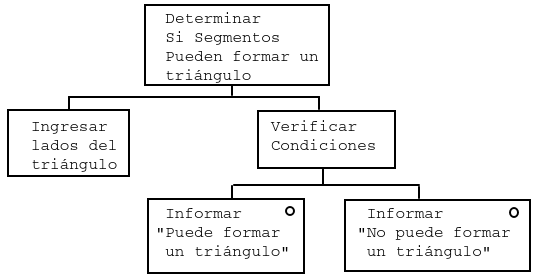 Determinar
Si Segmentos
Pueden formar un
triángulo
Ingresar
lados del
triángulo
Verificar
Condiciones
Informar
"Puede formar
un triángulo"
Informar
"No puede formar
un triángulo"